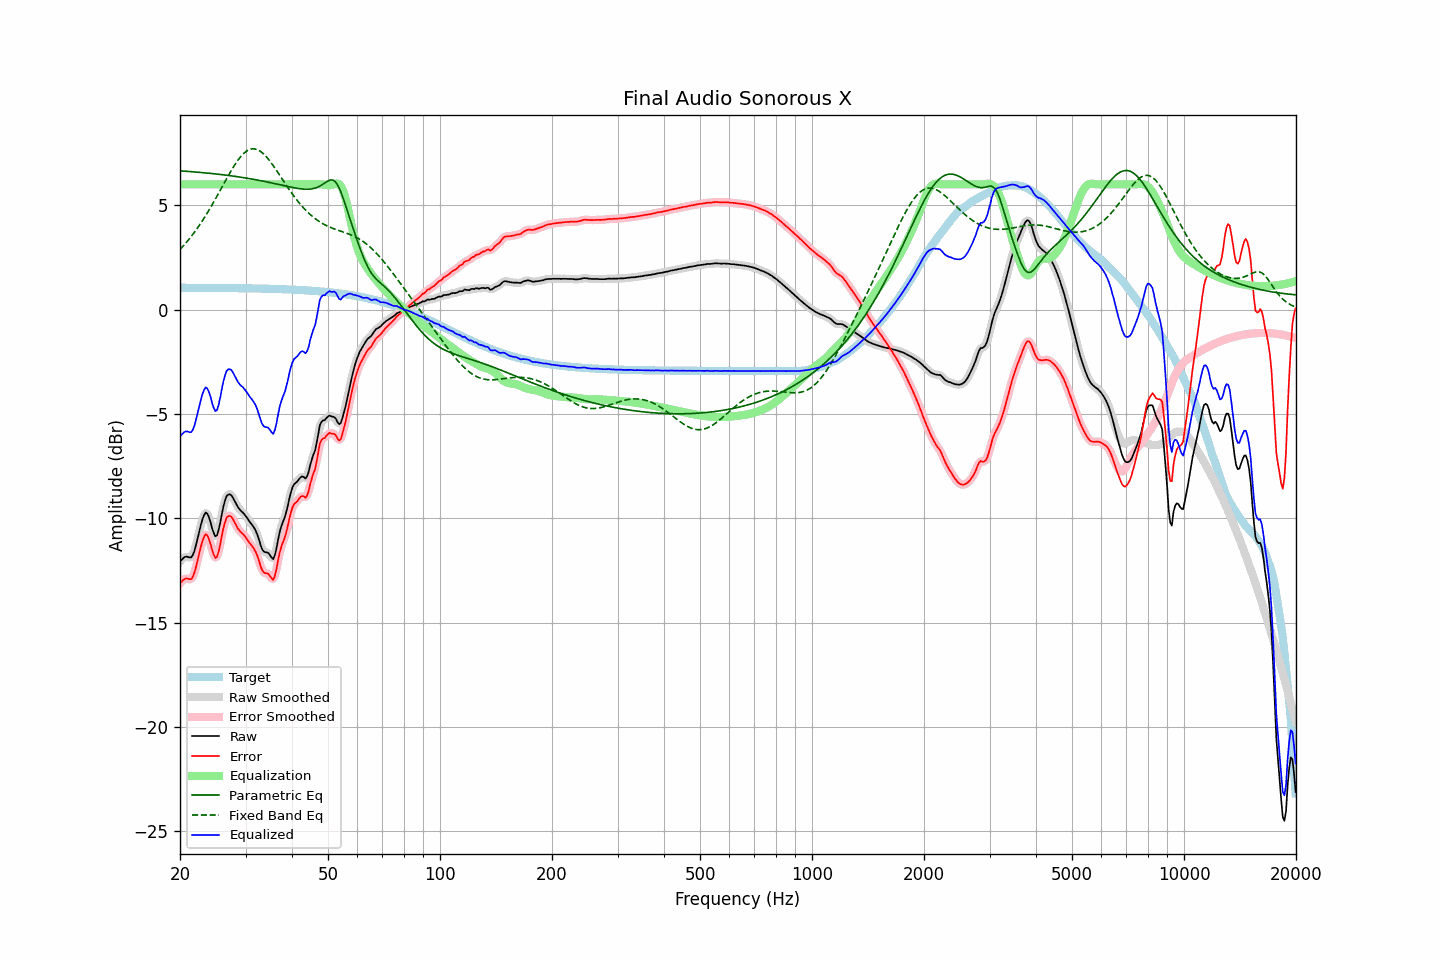 Final Audio Sonorous X
5
0
−5
−10
−15
−20
−25
Amplitude (dBr)
Target
Raw Smoothed
Error Smoothed
Raw
Error
Equalization
Parametric Eq
Fixed Band Eq
Equalized
20 50 100 200 500 1000 2000 5000 10000 20000
Frequency (Hz)